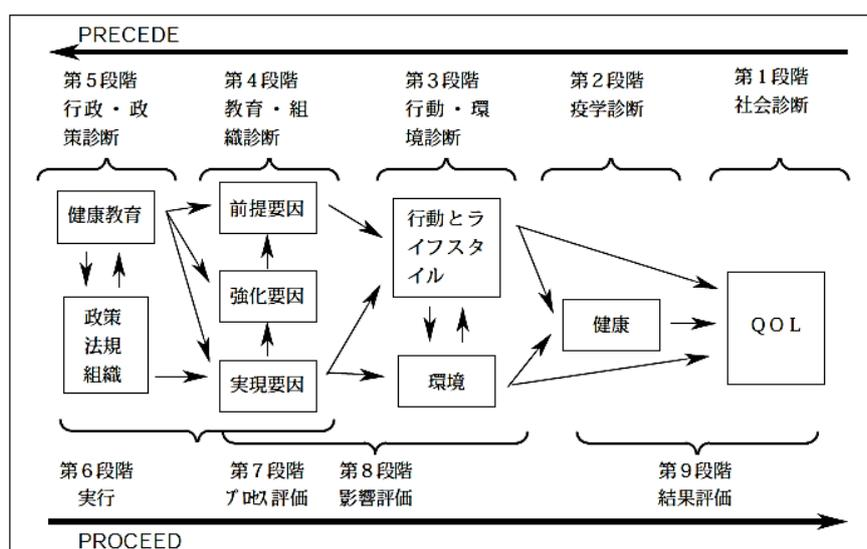 PRECEDE
第5段階
行政・政
策診断
第4段階
教育・組
織診断
第3段階
行動・環
境診断
第2段階
疫学診断
第1段階
社会診断
健康教育
政策
法規
組織
前提要因
強化要因
実現要因
行動とラ
イフスタ
イル
環境
健康
QOL
第6段階
実行
第7段階
プロセス評価
第8段階
影響評価
第9段階
結果評価
PROCEED